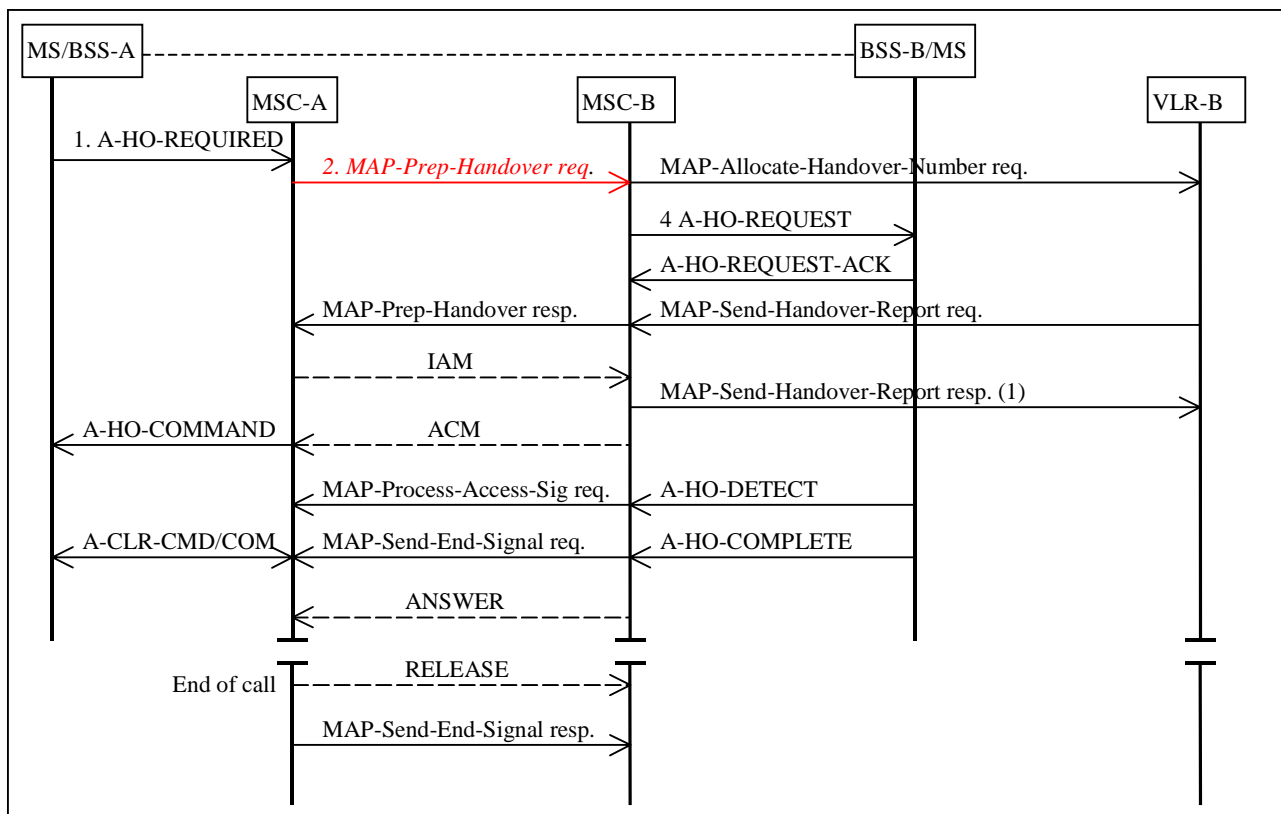 MS/BSS-A
BSS-B/MS
MSC-A
MSC-B
VLR-B
1. A-HO-REQUIRED
2. MAP-Prep-Handover req.
MAP-Allocate-Handover-Number req.
4 A-HO-REQUEST
A-HO-REQUEST-ACK
MAP-Prep-Handover resp.
MAP-Send-Handover-Report req.
IAM
MAP-Send-Handover-Report resp. (1)
A-HO-COMMAND
ACM
MAP-Process-Access-Sig req.
A-HO-DETECT
A-CLR-CMD/COM
MAP-Send-End-Signal req.
A-HO-COMPLETE
ANSWER
End of call
RELEASE
MAP-Send-End-Signal resp.